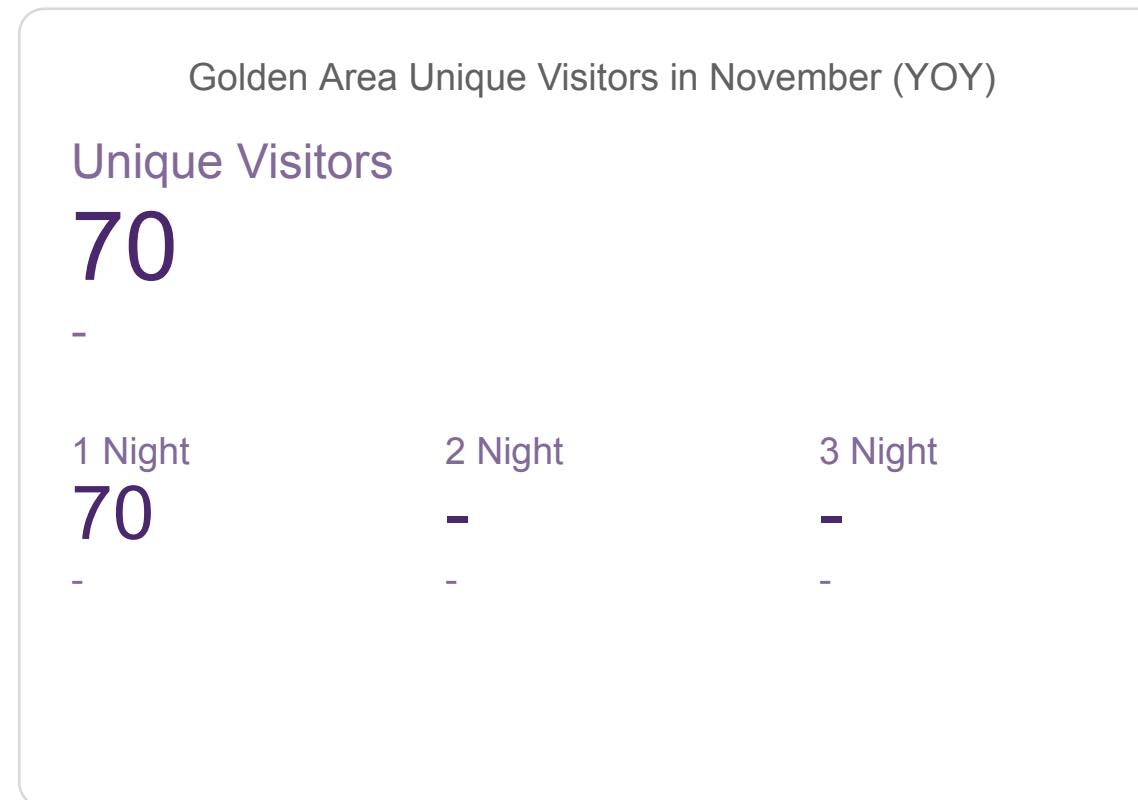 Golden Area Unique Visitors in November (YOY)
Unique Visitors
70
-
1 Night 2 Night 3 Night
70 - -
- - -